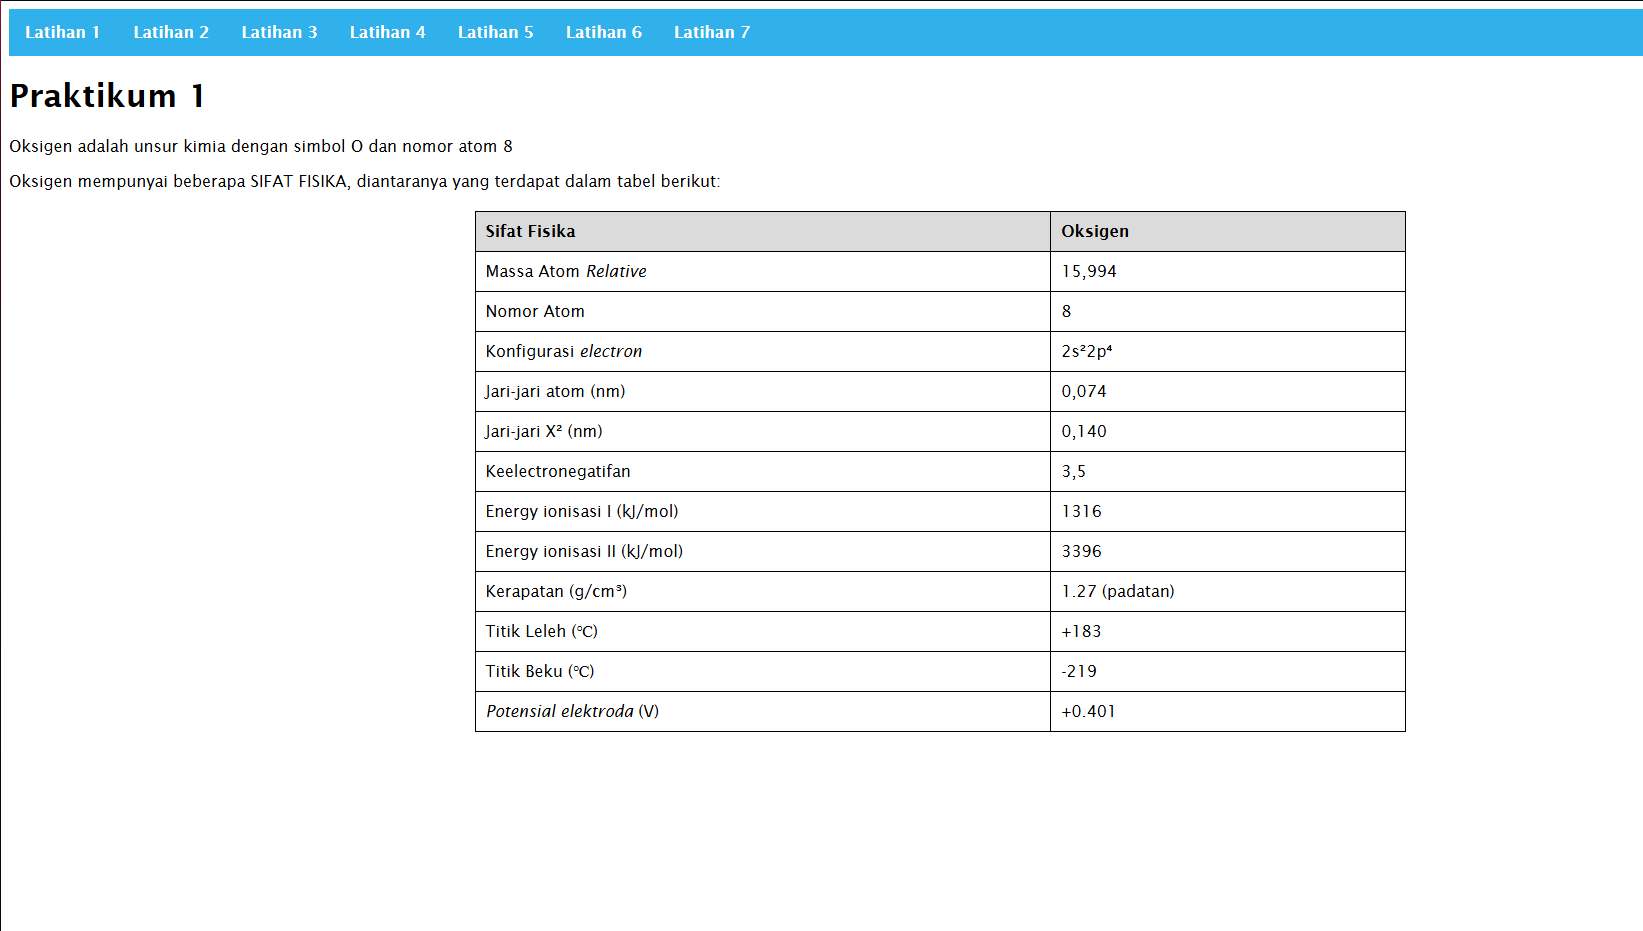 Latihan 1 Latihan 2 Latihan 3 Latihan 4 Latihan 5 Latihan 6 Latihan 7
Praktikum 1
Oksigen adalah unsur kimia dengan simbol O dan nomor atom 8
Oksigen mempunyai beberapa SIFAT FISIKA, diantaranya yang terdapat dalam tabel berikut:
Sifat Fisika Oksigen
Massa Atom Relative 15,994
Nomor Atom 8
Konfigurasi electron 2s²2p⁴
Jari-jari atom (nm) 0,074
Jari-jari X² (nm) 0,140
Keelectronegatifan 3,5
Energy ionisasi I (kJ/mol) 1316
Energy ionisasi II (kJ/mol) 3396
Kerapatan (g/cm³) 1.27 (padatan)
Titik Leleh (℃) +183
Titik Beku (℃) -219
Potensial elektroda (V) +0.401